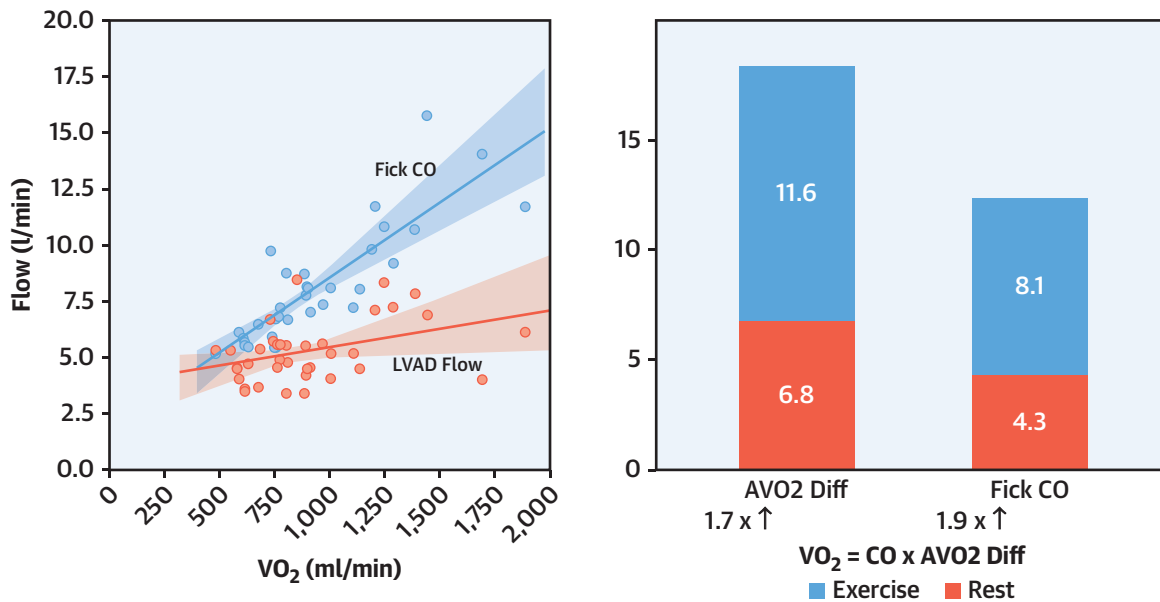 20.0
17.5
15.0
12.5
10.0
7.5
5.0
2.5
0.0
Flow (l/min)
Fick CO
LVAD Flow
0
250
500
750
1,000
1,250
1,500
1,750
2,000
VO2 (ml/min)
15
10
5
0
11.6
6.8
8.1
4.3
AVO2 Diff
1.7 x ↑
Fick CO
1.9 x ↑
VO2 = CO x AVO2 Diff
Exercise
Rest